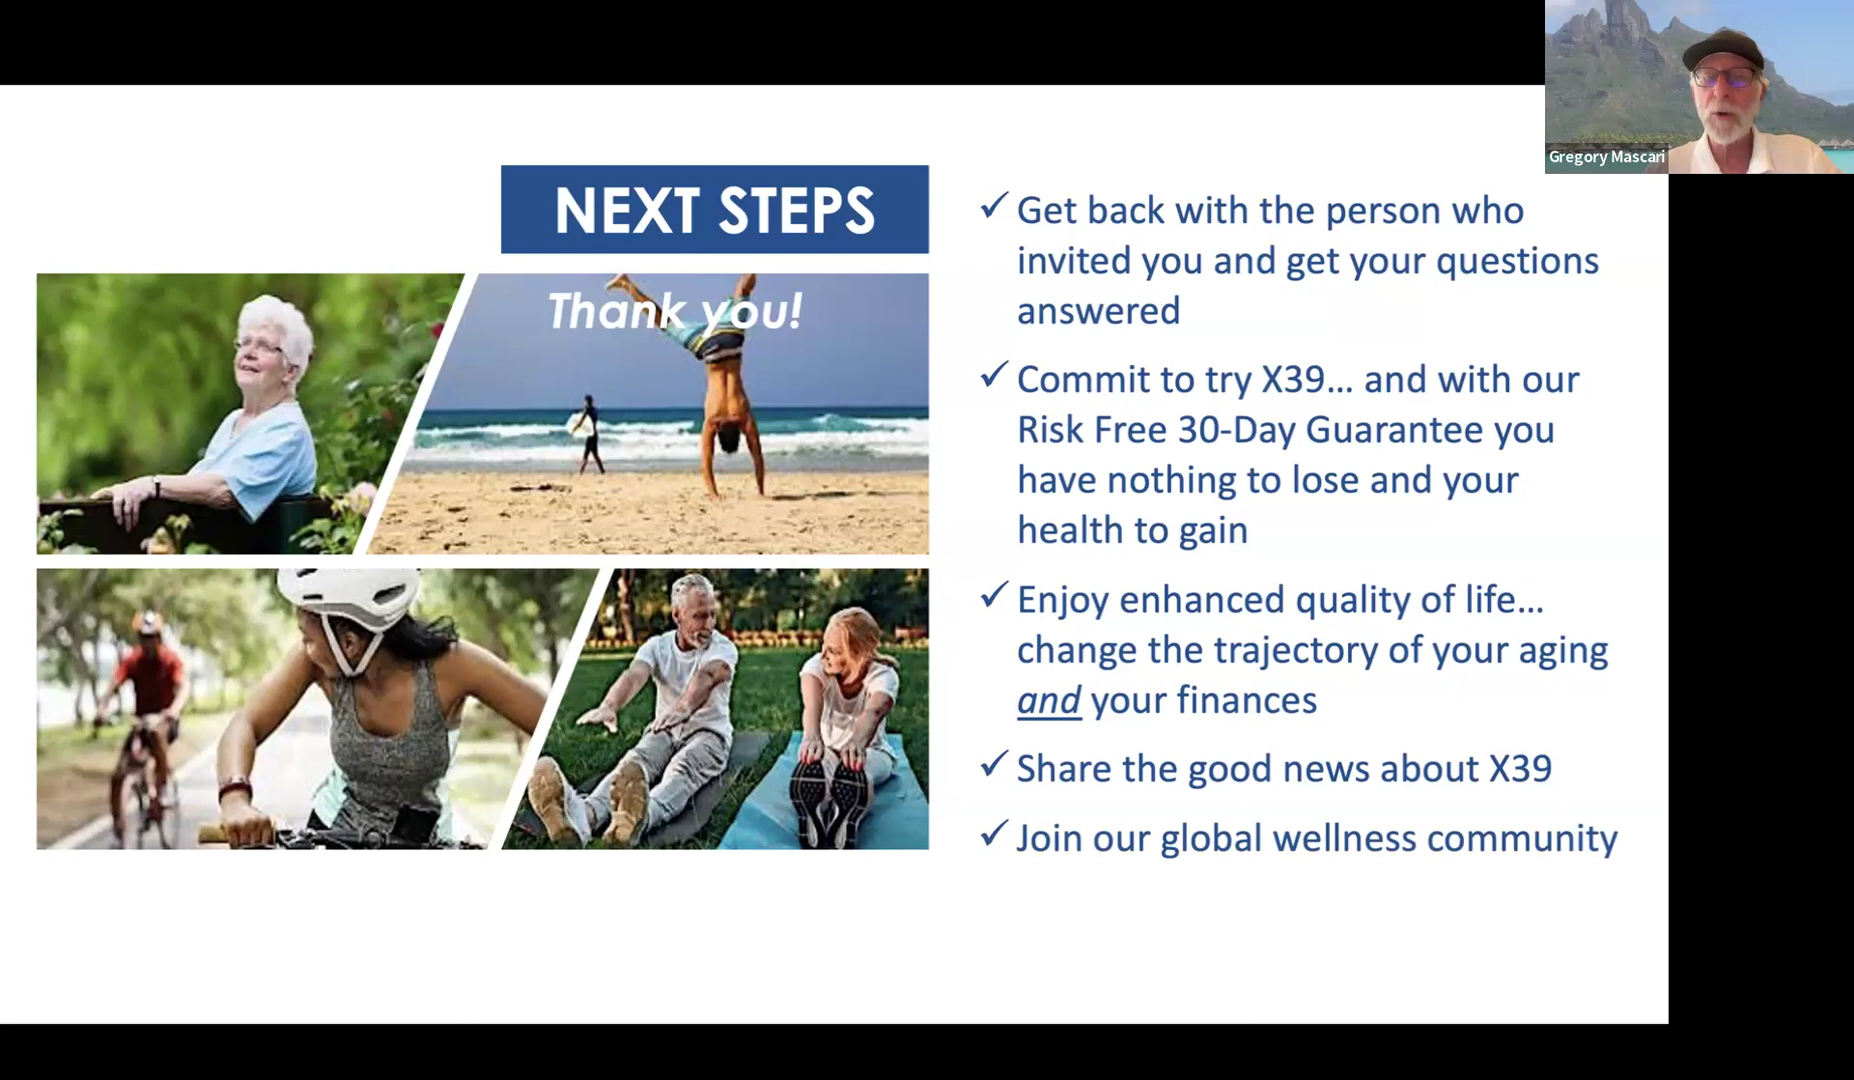 Gregory Mascari
NEXT STEPS
Thank you!
✓ Get back with the person who
invited you and get your questions
answered
✓ Commit to try X39... and with our
Risk Free 30-Day Guarantee you
have nothing to lose and your
health to gain
✓ Enjoy enhanced quality of life...
change the trajectory of your aging
and your finances
✓ Share the good news about X39
✓ Join our global wellness community